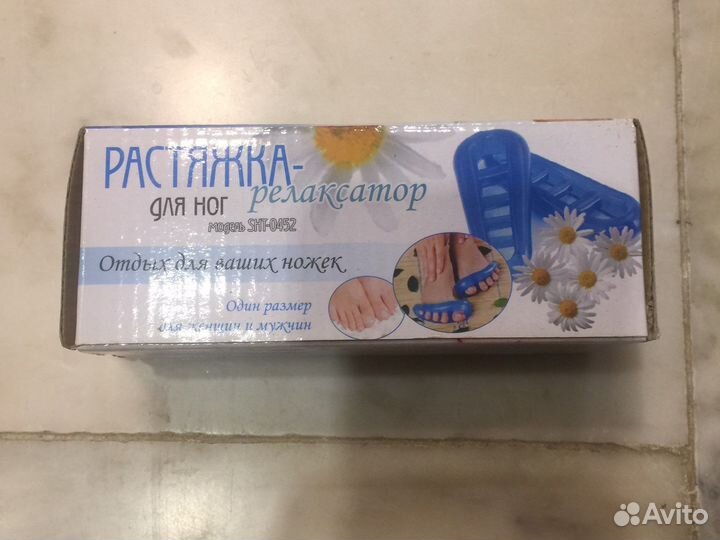 РАСТЯЖКА-
релаксатор
для ног
модель SHT-0452
Отдых для ваших ножек
Один размер
для женщин и мужчин
Avito